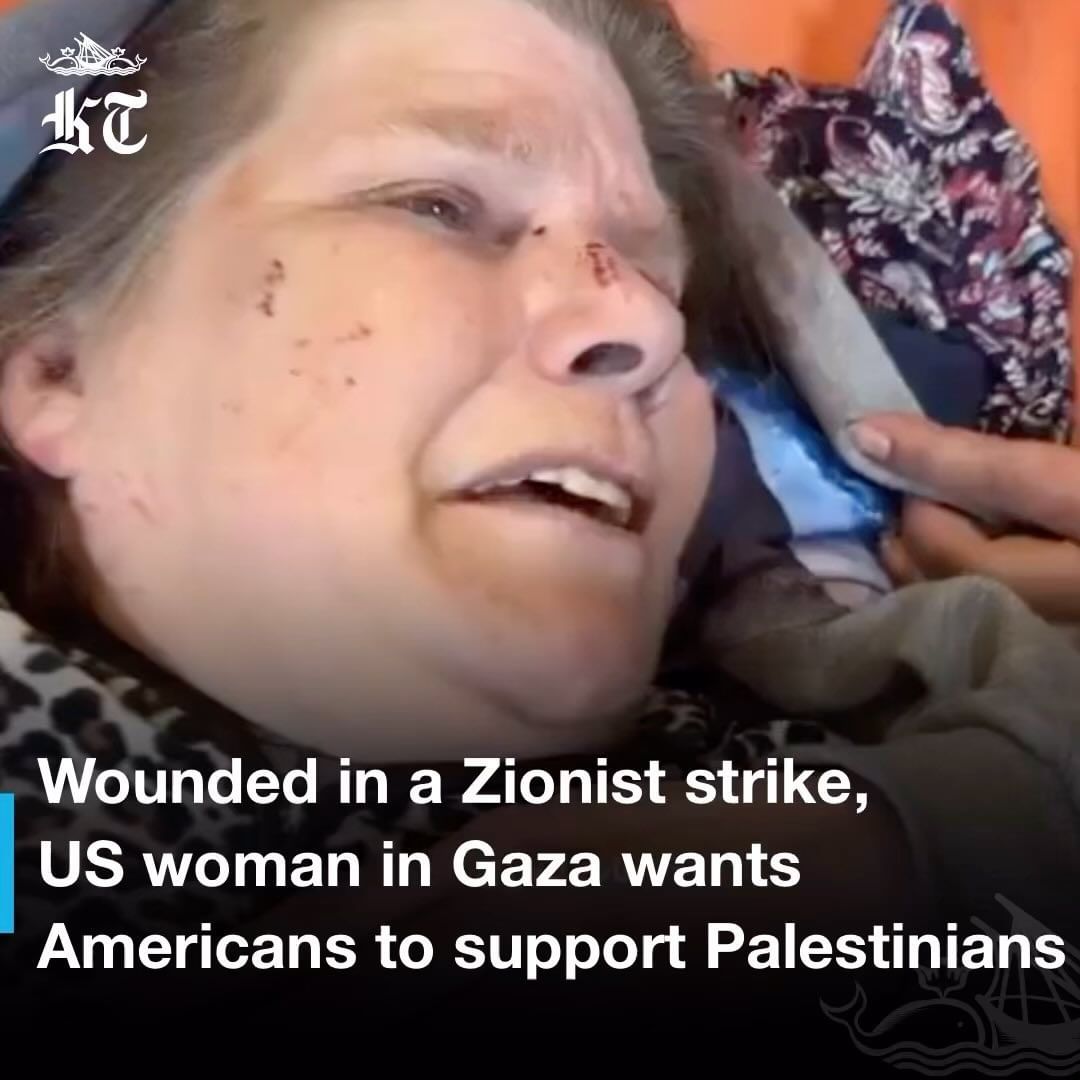 KT
Wounded in a Zionist strike,
US woman in Gaza wants
Americans to support Palestinians